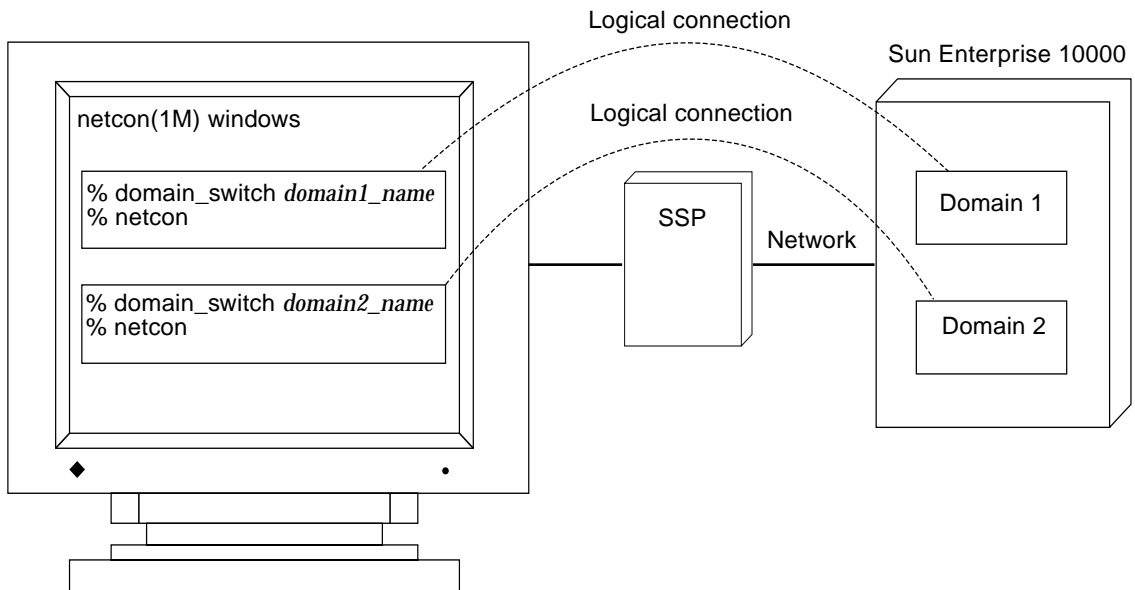 Logical connection
Sun Enterprise 10000
netcon(1M) windows
Logical connection
% domain_switch domain1_name
% netcon
SSP
Domain 1
Network
% domain_switch domain2_name
% netcon
Domain 2